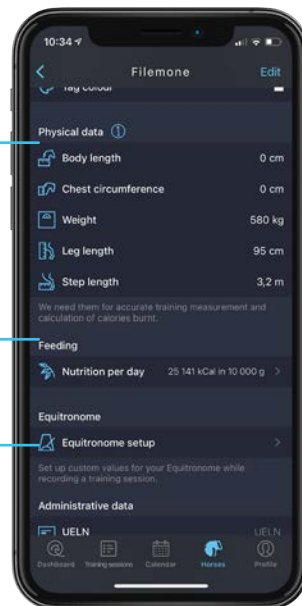 10:34
Filemone
Edit
Tag colour
Physical data
Body length 0 cm
Chest circumference 0 cm
Weight 580 kg
Leg length 95 cm
Step length 3,2 m
We need them for accurate training measurement and
calculation of calories burnt.
Feeding
Nutrition per day 25 141 kCal in 10 000 g
Equitronome
Equitronome setup
Set up custom values for your Equitronome while
recording a training session.
Administrative data
UELN UELN
Dashboard Training sessions Calendar Horses Profile